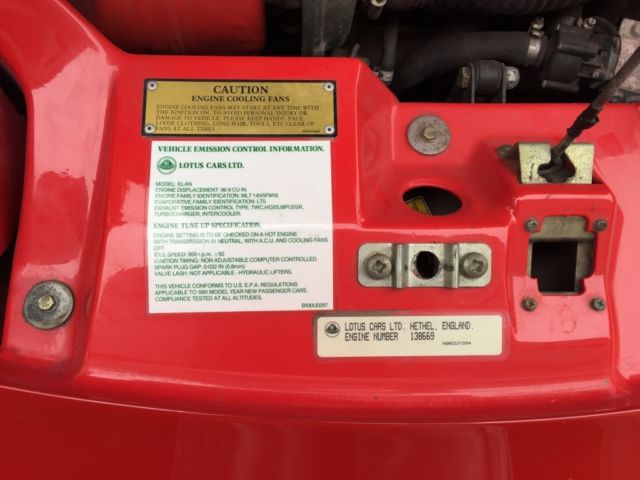 CAUTION
ENGINE COOLING FANS
ENGINE COOLING FANS MAY START AT ANY TIME WITH
THE IGNITION ON. TO AVOID PERSONAL INJURY OR
DAMAGE TO VEHICLE, PLEASE KEEP HANDS, FACE,
LOOSE CLOTHING, LONG HAIR, TOOLS, ETC CLEAR OF
FANS AT ALL TIMES.
VEHICLE EMISSION CONTROL INFORMATION.
LOTUS CARS LTD.
MODEL: ELAN
ENGINE DISPLACEMENT: 96.9 CU IN.
ENGINE FAMILY IDENTIFICATION:
EVAPORATIVE FAMILY IDENTIFICATION: LTS
EXHAUST EMISSION CONTROL TYPE: TWC,HO2S,MPI,EGR,
TURBOCHARGER, INTERCOOLER.
ENGINE TUNE UP SPECIFICATION.
ENGINE SETTING IS TO BE CHECKED ON A HOT ENGINE
WITH TRANSMISSION IN NEUTRAL, WITH A.C.U. AND COOLING FANS
OFF.
IDLE SPEED: 850 r.p.m. ± 50
IGNITION TIMING: NON ADJUSTABLE COMPUTER CONTROLLED.
SPARK PLUG GAP: 0·032 IN (0,8mm)
VALVE LASH: NOT APPLICABLE - HYDRAULIC LIFTERS.
THIS VEHICLE CONFORMS TO U.S. E.P.A. REGULATIONS
APPLICABLE TO 1991 MODEL YEAR NEW PASSENGER CARS.
COMPLIANCE TESTED AT ALL ALTITUDES.
LOTUS CARS LTD. HETHEL, ENGLAND.
ENGINE NUMBER 138669